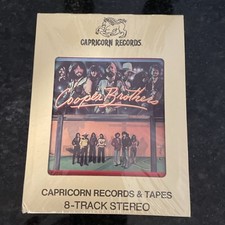 CAPRICORN RECORDS.
Cooper Brothers
CAPRICORN RECORDS & TAPES
8-TRACK STEREO